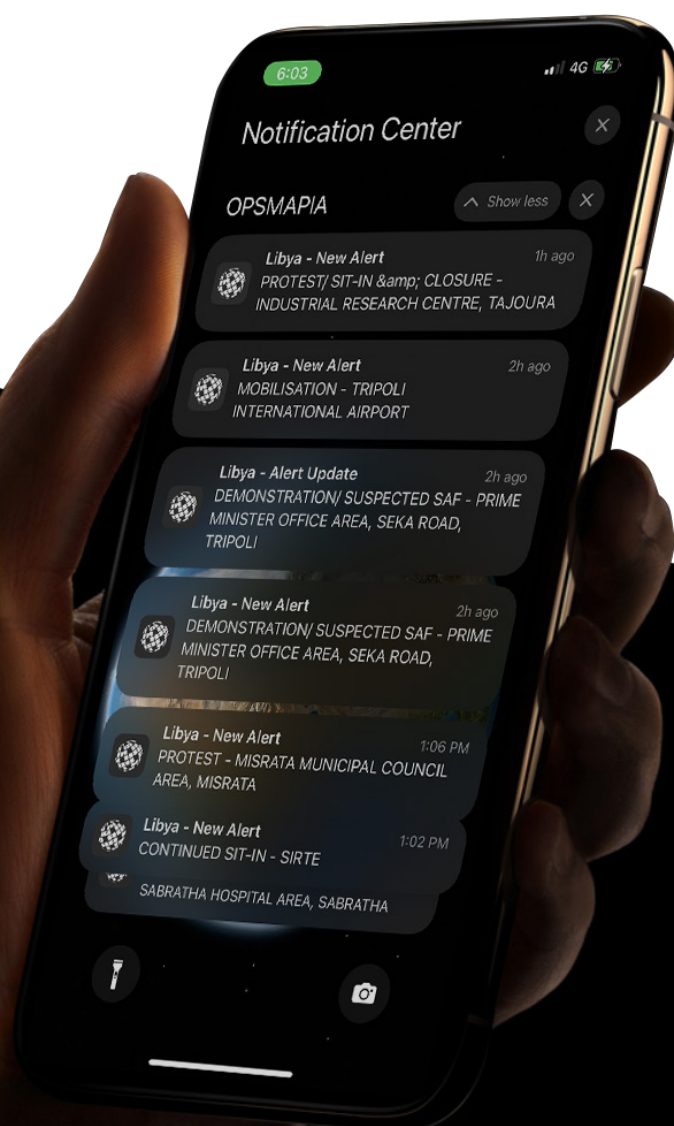 6:03
4G
Notification Center
OPSMAPIA
Show less
Libya - New Alert
1h ago
PROTEST/ SIT-IN &amp; CLOSURE -
INDUSTRIAL RESEARCH CENTRE, TAJOURA
Libya - New Alert
2h ago
MOBILISATION - TRIPOLI
INTERNATIONAL AIRPORT
Libya - Alert Update
2h ago
DEMONSTRATION/ SUSPECTED SAF - PRIME
MINISTER OFFICE AREA, SEKA ROAD,
TRIPOLI
Libya - New Alert
2h ago
DEMONSTRATION/ SUSPECTED SAF - PRIME
MINISTER OFFICE AREA, SEKA ROAD,
TRIPOLI
Libya - New Alert
1:06 PM
PROTEST - MISRATA MUNICIPAL COUNCIL
AREA, MISRATA
Libya - New Alert
1:02 PM
CONTINUED SIT-IN - SIRTE
SABRATHA HOSPITAL AREA, SABRATHA